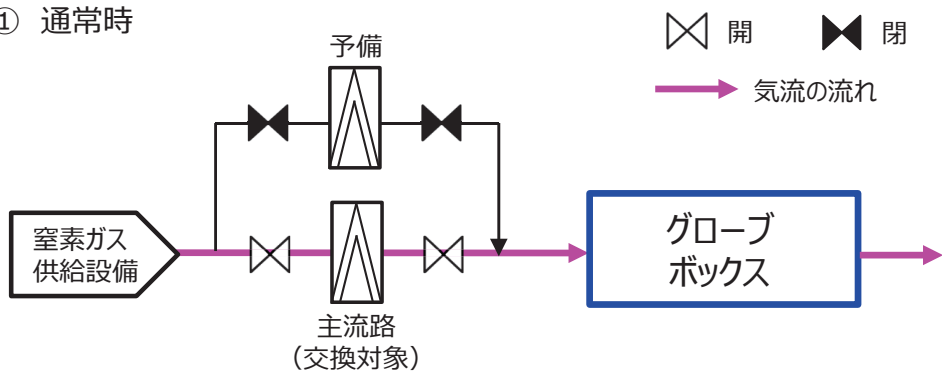 ① 通常時
開
閉
気流の流れ
予備
窒素ガス
供給設備
主流路
（交換対象）
グローブ
ボックス